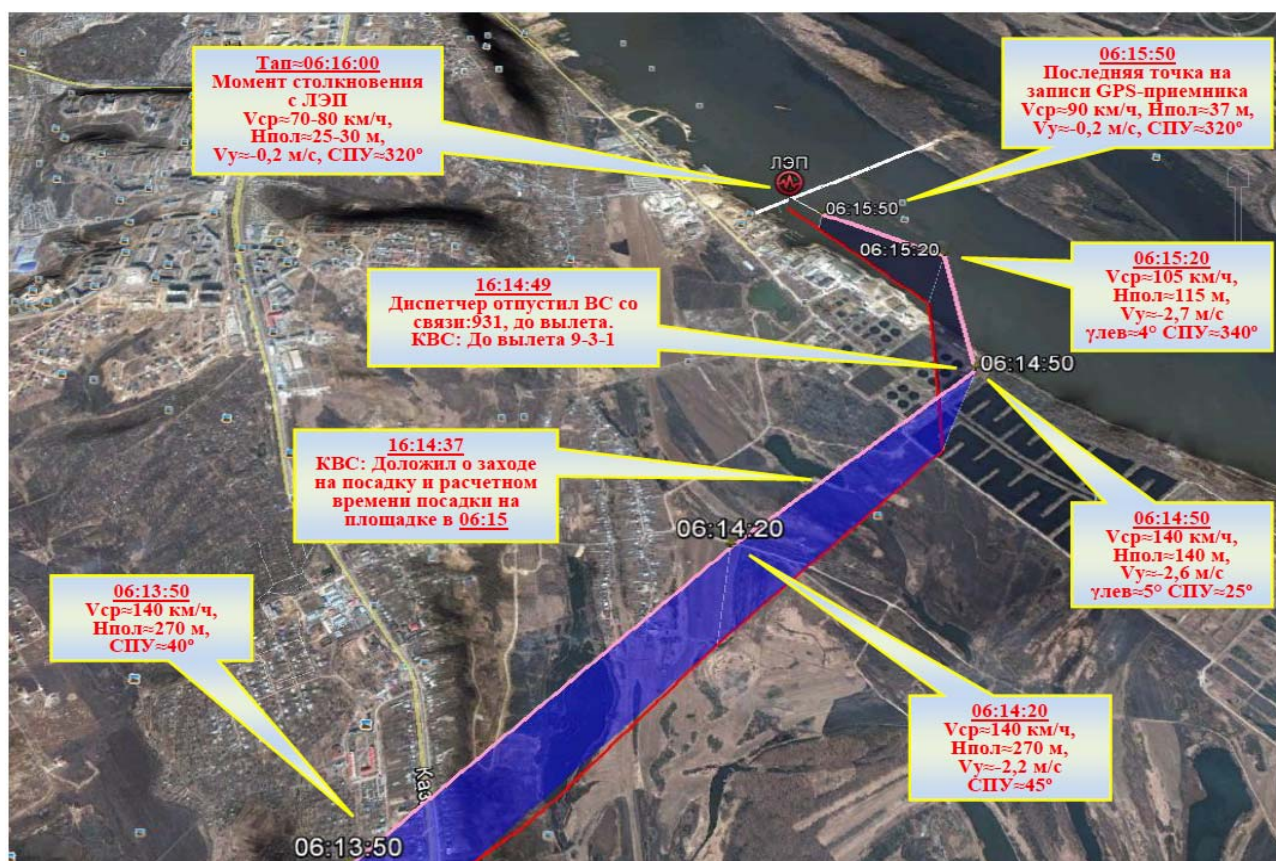 Тап≈06:16:00
Момент столкновения
с ЛЭП
Vср≈70-80 км/ч,
Нпол≈25-30 м,
Vy≈-0,2 м/с, СПУ≈320º
06:15:50
Последняя точка на
записи GPS-приемника
Vср≈90 км/ч, Нпол≈37 м,
Vy≈-0,2 м/с, СПУ≈320º
ЛЭП
06:15:50
06:15:20
06:15:20
Vср≈105 км/ч,
Нпол≈115 м,
Vy≈-2,7 м/с
γлев≈4° СПУ≈340º
16:14:49
Диспетчер отпустил ВС со
связи:931, до вылета.
КВС: До вылета 9-3-1
06:14:50
16:14:37
КВС: Доложил о заходе
на посадку и расчетном
времени посадки на
площадке в 06:15
06:14:20
06:14:50
Vср≈140 км/ч,
Нпол≈140 м,
Vy≈-2,6 м/с
γлев≈5° СПУ≈25º
06:13:50
Vср≈140 км/ч,
Нпол≈270 м,
СПУ≈40º
06:14:20
Vср≈140 км/ч,
Нпол≈270 м,
Vy≈-2,2 м/с
СПУ≈45º
Каз
06:13:50